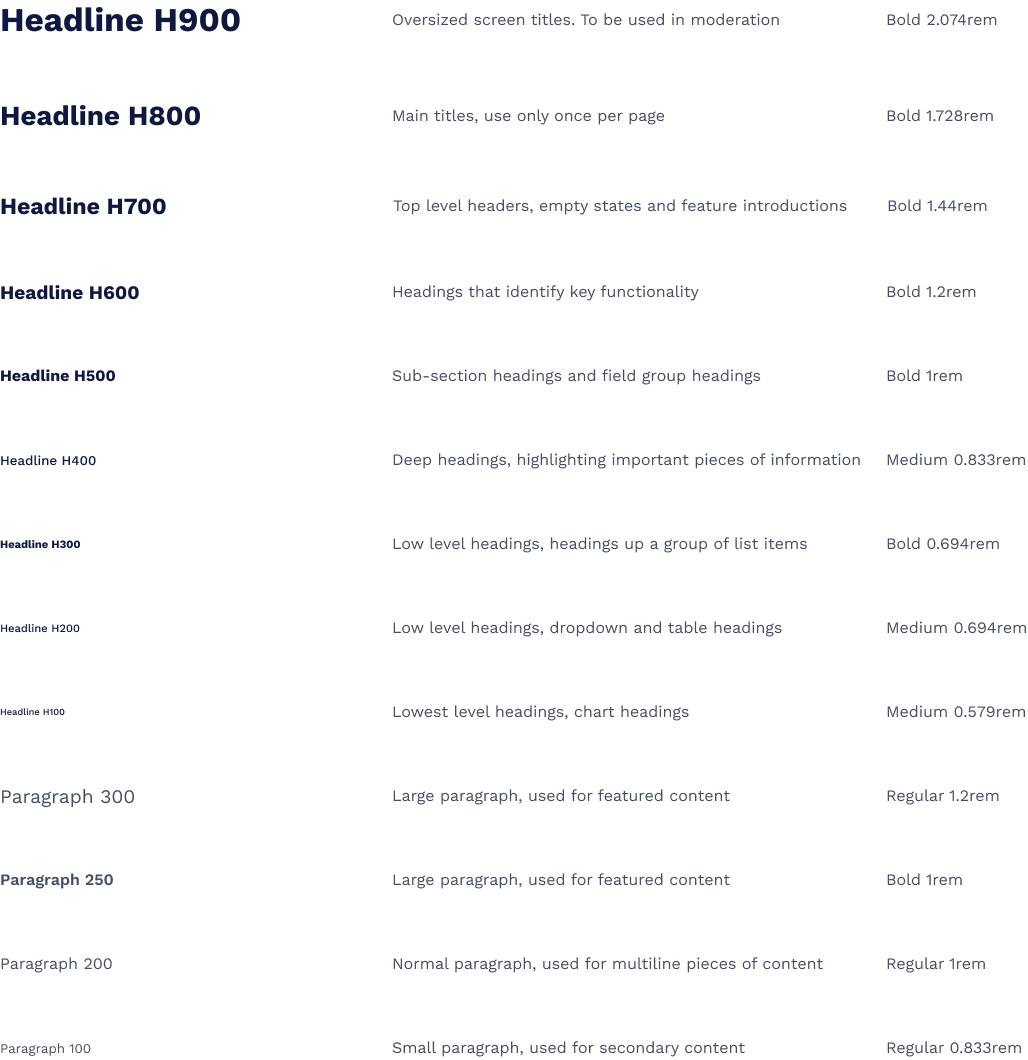 Headline H900 Oversized screen titles. To be used in moderation Bold 2.074rem
Headline H800 Main titles, use only once per page Bold 1.728rem
Headline H700 Top level headers, empty states and feature introductions Bold 1.44rem
Headline H600 Headings that identify key functionality Bold 1.2rem
Headline H500 Sub-section headings and field group headings Bold 1rem
Headline H400 Deep headings, highlighting important pieces of information Medium 0.833rem
Headline H300 Low level headings, headings up a group of list items Bold 0.694rem
Headline H200 Low level headings, dropdown and table headings Medium 0.694rem
Headline H100 Lowest level headings, chart headings Medium 0.579rem
Paragraph 300 Large paragraph, used for featured content Regular 1.2rem
Paragraph 250 Large paragraph, used for featured content Bold 1rem
Paragraph 200 Normal paragraph, used for multiline pieces of content Regular 1rem
Paragraph 100 Small paragraph, used for secondary content Regular 0.833rem